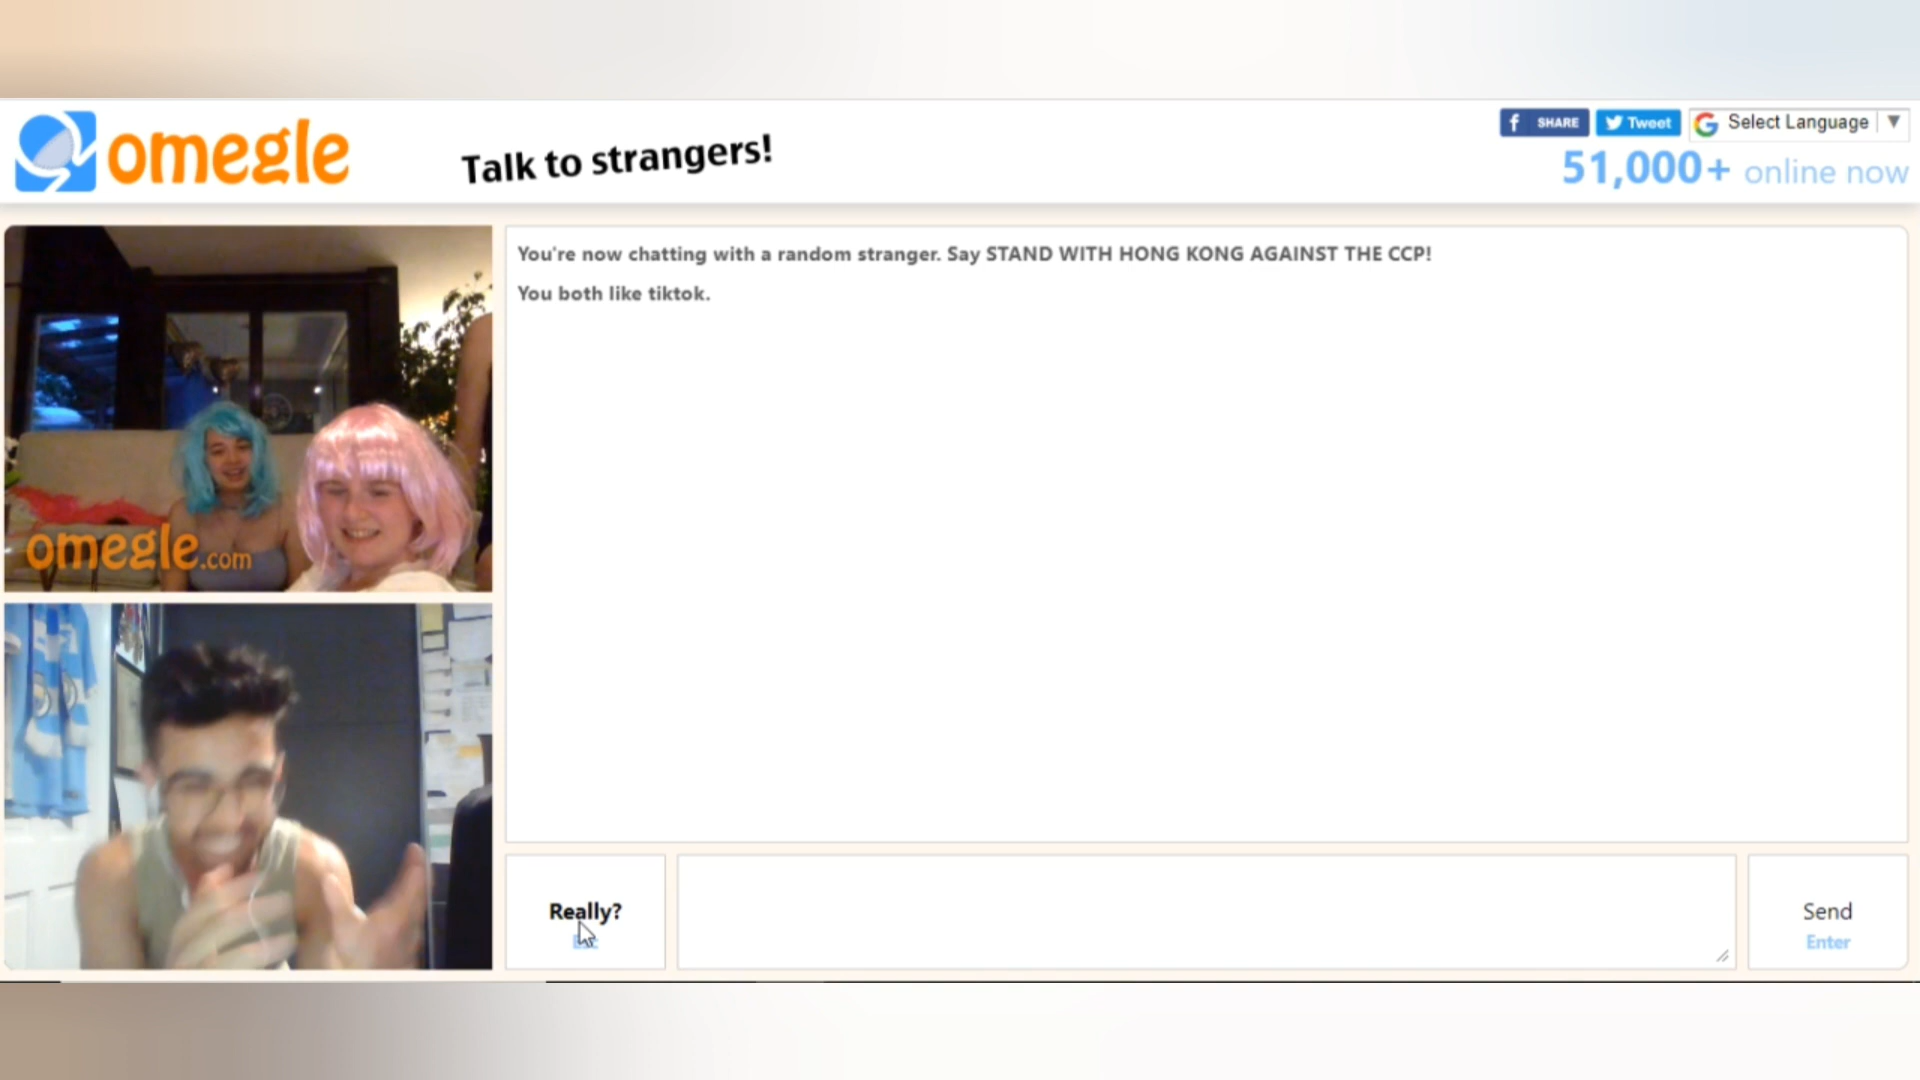 omegle
Talk to strangers!
SHARE
Tweet
Select Language
51,000+ online now
You're now chatting with a random stranger. Say STAND WITH HONG KONG AGAINST THE CCP!
You both like tiktok.
omegle.com
Really?
Send
Enter